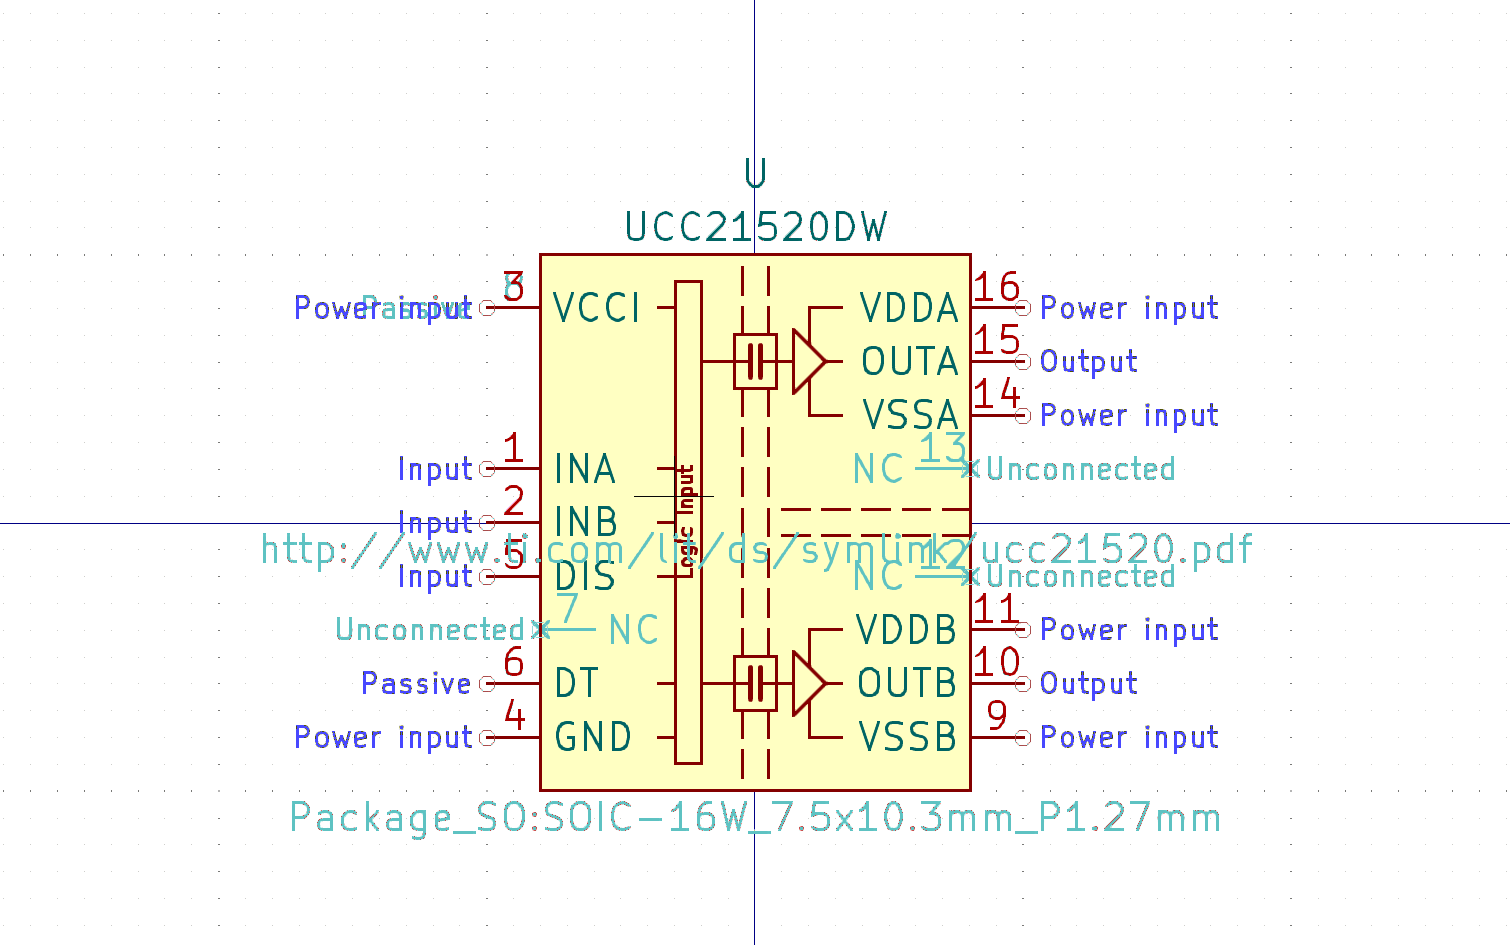 U
UCC21520DW
Power input 3 VCCI
Passive 8
VDDA 16 Power input
OUTA 15 Output
VSSA 14 Power input
Input 1 INA
NC 13 Unconnected
Input 2 INB
Logic Input
http://www.ti.com/lit/ds/symlink/ucc21520.pdf
Input 5 DIS
NC 12 Unconnected
Unconnected 7 NC
VDDB 11 Power input
Passive 6 DT
OUTB 10 Output
Power input 4 GND
VSSB 9 Power input
Package_SO:SOIC-16W_7.5x10.3mm_P1.27mm